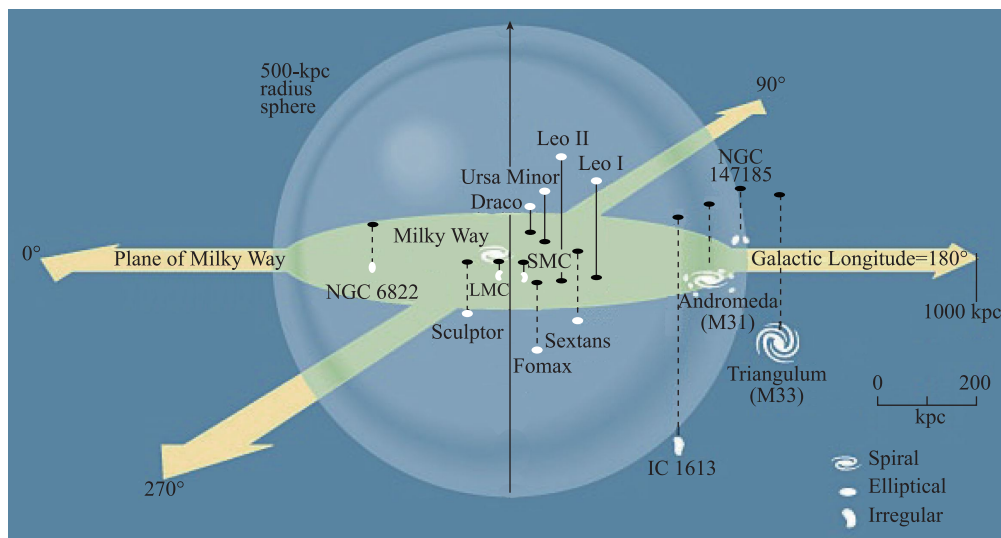 500-kpc
radius
sphere
90°
Leo II
Leo I
NGC
147185
Ursa Minor
Draco
0°
Plane of Milky Way
Milky Way
SMC
Galactic Longitude=180°
NGC 6822
LMC
Andromeda
(M31)
1000 kpc
Sculptor
Sextans
Fomax
Triangulum
(M33)
0 200
kpc
IC 1613
270°
Spiral
Elliptical
Irregular